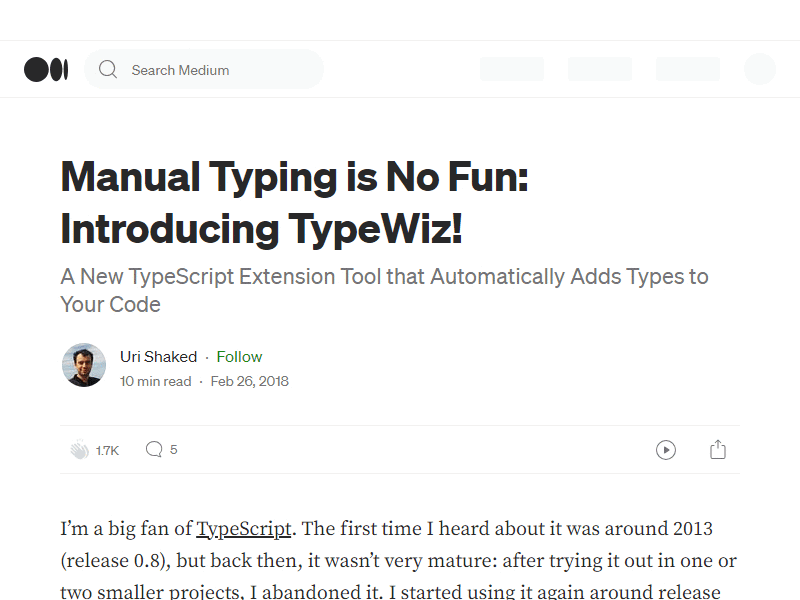 Search Medium
Manual Typing is No Fun:
Introducing TypeWiz!
A New TypeScript Extension Tool that Automatically Adds Types to
Your Code
Uri Shaked · Follow
10 min read · Feb 26, 2018
1.7K 5
I’m a big fan of TypeScript. The first time I heard about it was around 2013
(release 0.8), but back then, it wasn’t very mature: after trying it out in one or
two smaller projects, I abandoned it. I started using it again around release